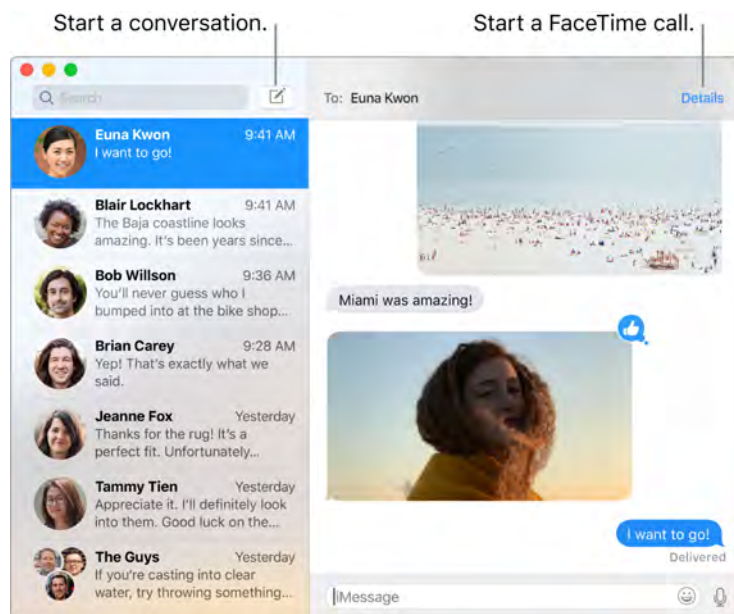 Start a conversation.
Start a FaceTime call.
Search
To: Euna Kwon
Details
Euna Kwon 9:41 AM
I want to go!
Blair Lockhart 9:41 AM
The Baja coastline looks
amazing. It's been years since...
Bob Willson 9:36 AM
You'll never guess who I
bumped into at the bike shop...
Brian Carey 9:28 AM
Yep! That's exactly what we
said.
Jeanne Fox Yesterday
Thanks for the rug! It's a
perfect fit. Unfortunately...
Tammy Tien Yesterday
Appreciate it. I'll definitely look
into them. Good luck on the...
The Guys Yesterday
If you're casting into clear
water, try throwing something...
Miami was amazing!
I want to go!
Delivered
iMessage